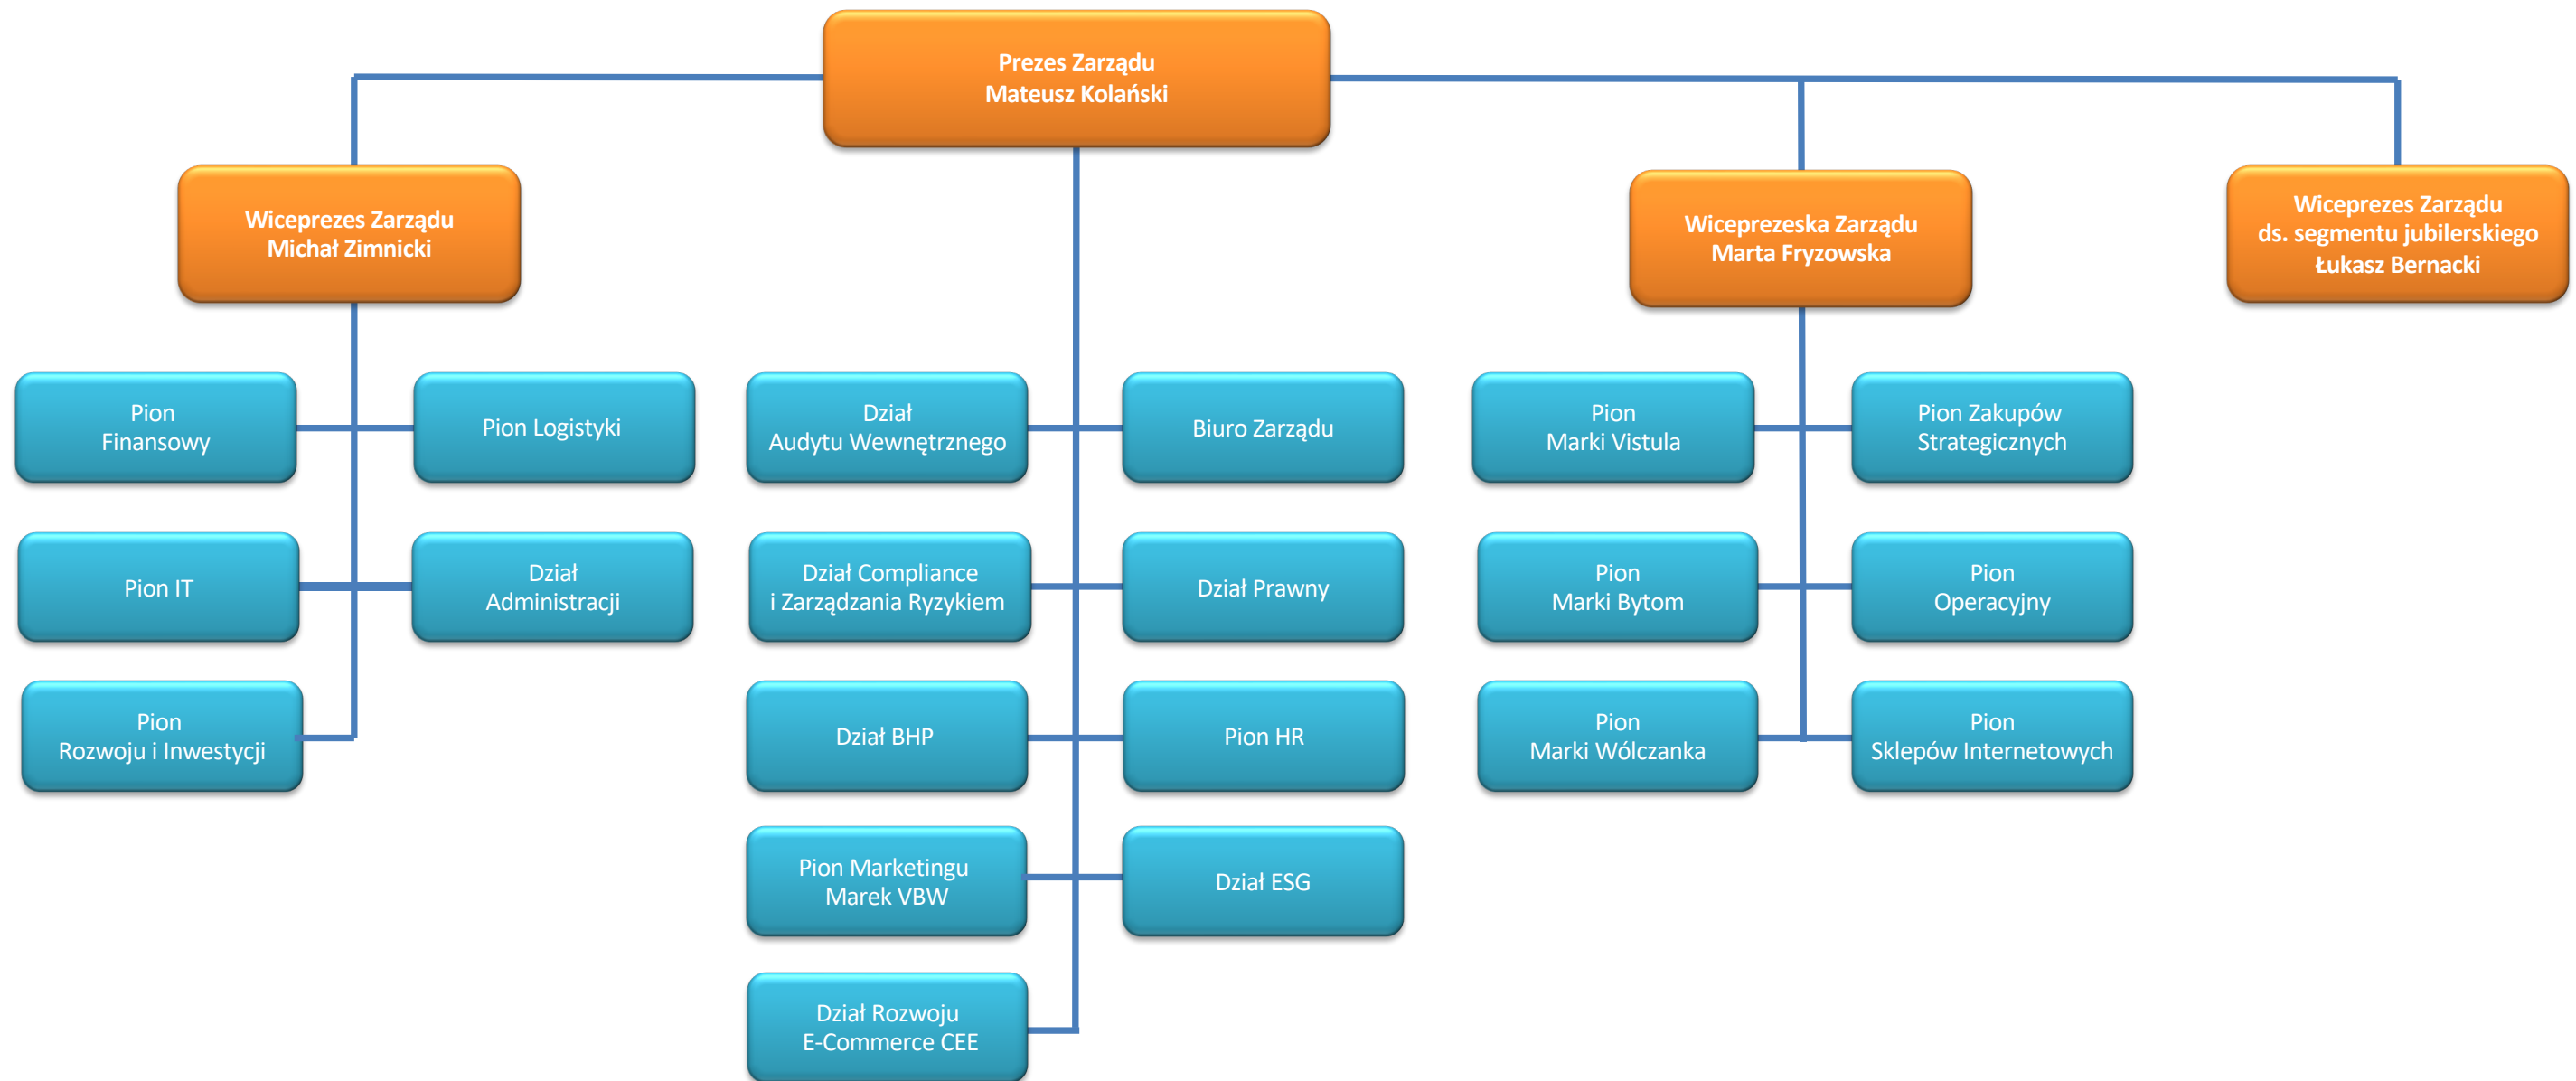 Prezes Zarządu
Mateusz Kolański
Wiceprezes Zarządu
Michał Zimnicki
Wiceprezeska Zarządu
Marta Fryzowska
Wiceprezes Zarządu
ds. segmentu jubilerskiego
Łukasz Bernacki
Pion
Finansowy
Pion Logistyki
Dział
Audytu Wewnętrznego
Biuro Zarządu
Pion
Marki Vistula
Pion Zakupów
Strategicznych
Pion IT
Dział
Administracji
Dział Compliance
i Zarządzania Ryzykiem
Dział Prawny
Pion
Marki Bytom
Pion
Operacyjny
Pion
Rozwoju i Inwestycji
Dział BHP
Pion HR
Pion
Marki Wólczanka
Pion
Sklepów Internetowych
Pion Marketingu
Marek VBW
Dział ESG
Dział Rozwoju
E-Commerce CEE